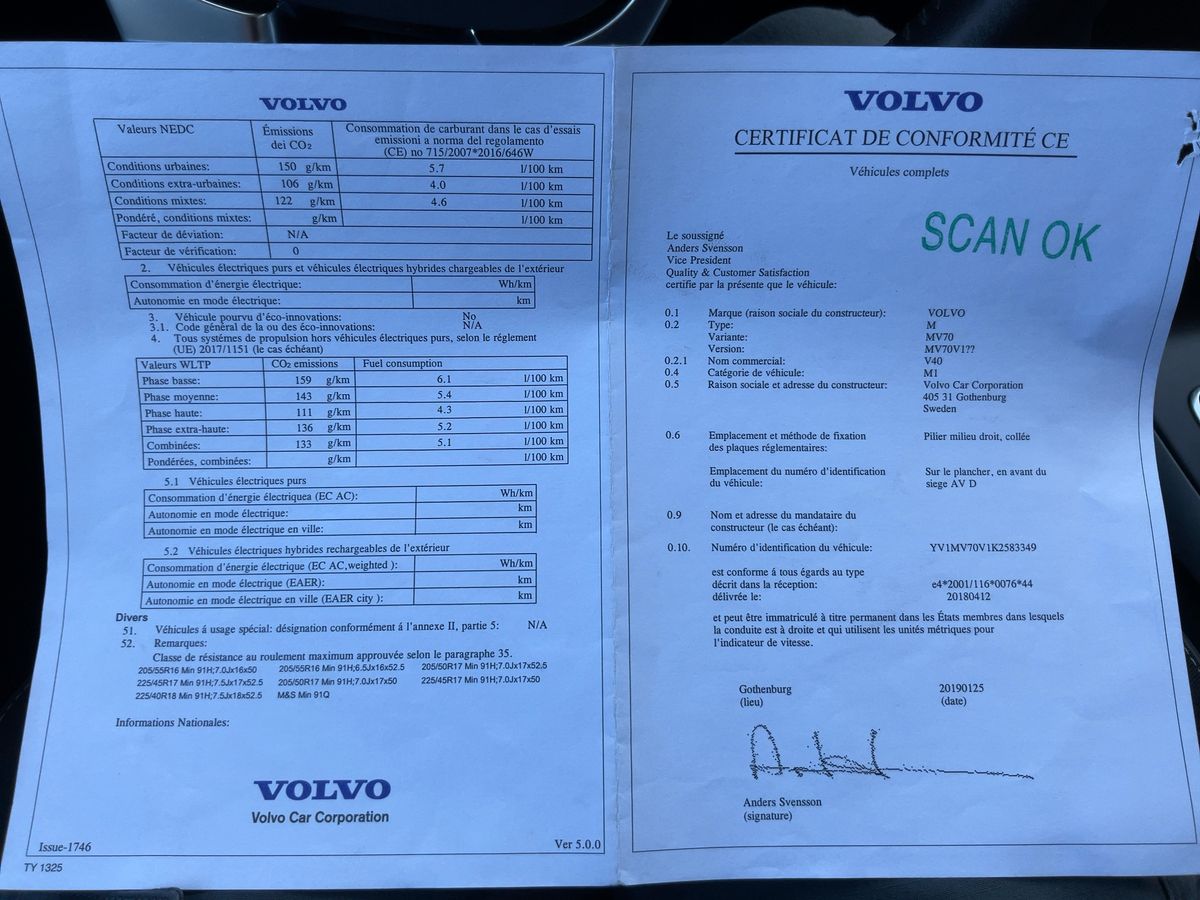 VOLVO
Valeurs NEDC Émissions dei CO2 Consommation de carburant dans le cas d'essais emissioni a norma del regolamento (CE) no 715/2007*2016/646W
Conditions urbaines: 150 g/km 5.7 l/100 km
Conditions extra-urbaines: 106 g/km 4.0 l/100 km
Conditions mixtes: 122 g/km 4.6 l/100 km
Pondéré, conditions mixtes: g/km l/100 km
Facteur de déviation: N/A
Facteur de vérification: 0
2. Véhicules électriques purs et véhicules électriques hybrides chargeables de l'extérieur
Consommation d'énergie électrique: Wh/km
Autonomie en mode électrique: km
3. Véhicule pourvu d'éco-innovations: No
3.1. Code général de la ou des éco-innovations: N/A
4. Tous systèmes de propulsion hors véhicules électriques purs, selon le réglement
(UE) 2017/1151 (le cas échéant)
Valeurs WLTP CO2 emissions Fuel consumption
Phase basse: 159 g/km 6.1 l/100 km
Phase moyenne: 143 g/km 5.4 l/100 km
Phase haute: 111 g/km 4.3 l/100 km
Phase extra-haute: 136 g/km 5.2 l/100 km
Combinées: 133 g/km 5.1 l/100 km
Pondérées, combinées: g/km l/100 km
5.1 Véhicules électriques purs
Consommation d'énergie électriquea (EC AC): Wh/km
Autonomie en mode électrique: km
Autonomie en mode électrique en ville: km
5.2 Véhicules électriques hybrides rechargeables de l'extérieur
Consommation d'énergie électrique (EC AC,weighted ): Wh/km
Autonomie en mode électrique (EAER): km
Autonomie en mode électrique en ville (EAER city ): km
Divers
51. Véhicules á usage spécial: désignation conformément á l'annexe II, partie 5: N/A
52. Remarques:
Classe de résistance au roulement maximum approuvée selon le paragraphe 35.
205/55R16 Min 91H;7.0Jx16x50 205/55R16 Min 91H;6.5Jx16x52.5 205/50R17 Min 91H;7.0Jx17x52.5
225/45R17 Min 91H;7.5Jx17x52.5 205/50R17 Min 91H;7.0Jx17x50 225/45R17 Min 91H;7.0Jx17x50
225/40R18 Min 91H;7.5Jx18x52.5 M&S Min 91Q
Informations Nationales:
VOLVO
Volvo Car Corporation
Issue-1746 Ver 5.0.0
TY 1325
VOLVO
CERTIFICAT DE CONFORMITÉ CE
Véhicules complets
SCAN OK
Le soussigné
Anders Svensson
Vice President
Quality & Customer Satisfaction
certifie par la présente que le véhicule:
0.1 Marque (raison sociale du constructeur): VOLVO
0.2 Type: M
Variante: MV70
Version: MV70V1??
0.2.1 Nom commercial: V40
0.4 Catégorie de véhicule: M1
0.5 Raison sociale et adresse du constructeur: Volvo Car Corporation
405 31 Gothenburg
Sweden
0.6 Emplacement et méthode de fixation Pilier milieu droit, collée
des plaques réglementaires:
Emplacement du numéro d'identification Sur le plancher, en avant du
du véhicule: siege AV D
0.9 Nom et adresse du mandataire du
constructeur (le cas échéant):
0.10. Numéro d'identification du véhicule: YV1MV70V1K2583349
est conforme á tous égards au type
décrit dans la réception: e4*2001/116*0076*44
délivrée le: 20180412
et peut être immatriculé à titre permanent dans les États membres dans lesquels
la conduite est à droite et qui utilisent les unités métriques pour
l'indicateur de vitesse.
Gothenburg 20190125
(lieu) (date)
Anders Svensson
(signature)